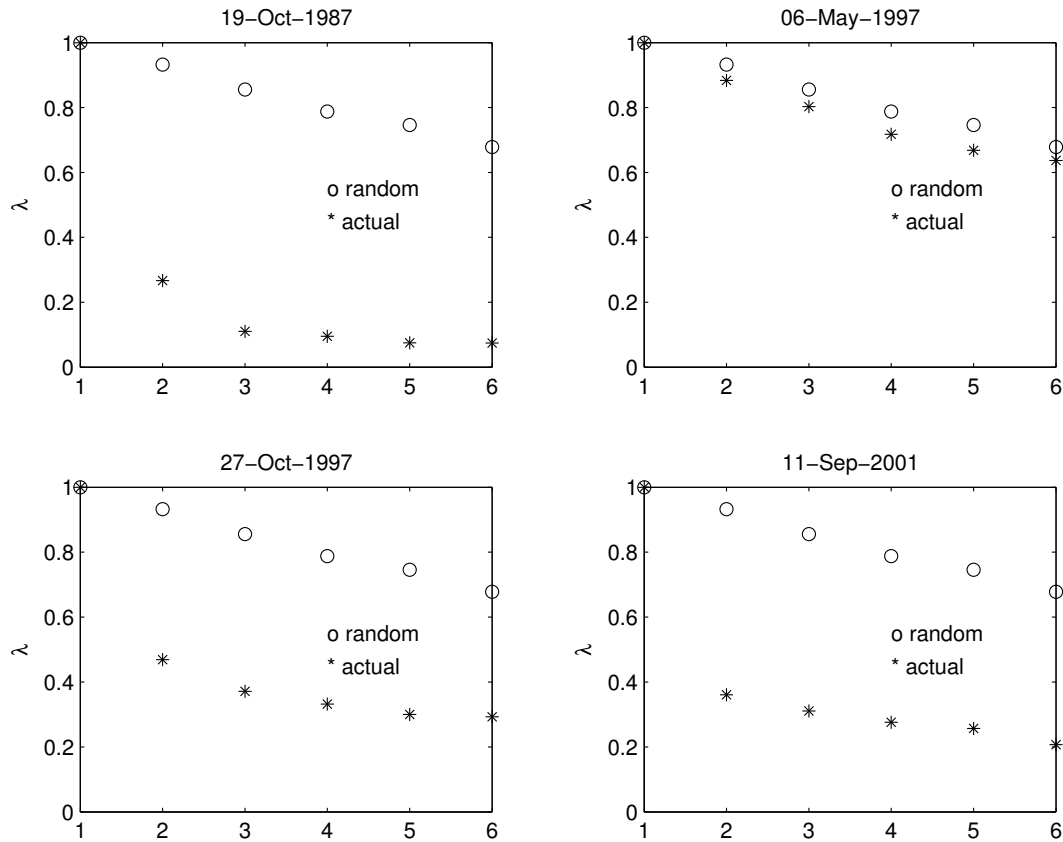 19−Oct−1987
1
0.8
0.6
0.4
0.2
0
λ
o random
* actual
1 2 3 4 5 6
06−May−1997
1
0.8
0.6
0.4
0.2
0
λ
o random
* actual
1 2 3 4 5 6
27−Oct−1997
1
0.8
0.6
0.4
0.2
0
λ
o random
* actual
1 2 3 4 5 6
11−Sep−2001
1
0.8
0.6
0.4
0.2
0
λ
o random
* actual
1 2 3 4 5 6